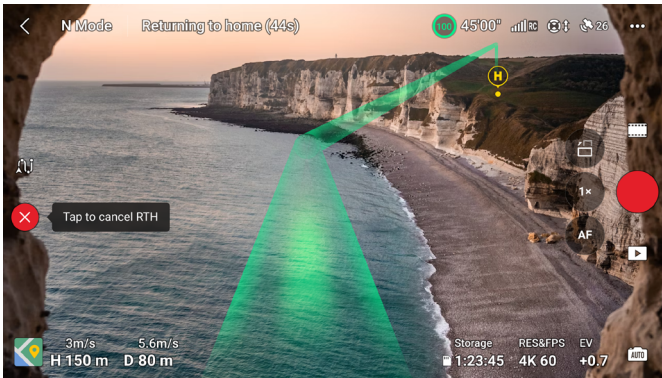 N Mode
Returning to home (44s)
100
45'00"
RC
26
H
1×
Tap to cancel RTH
AF
3m/s
5.6m/s
H 150 m
D 80 m
Storage
RES&FPS
EV
1:23:45
4K 60
+0.7
AUTO